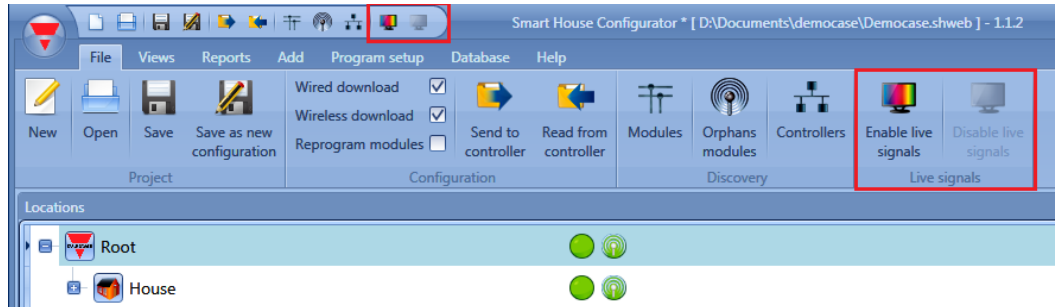 Smart House Configurator * [ D:\Documents\democase\Democase.shweb ] - 1.1.2
File Views Reports Add Program setup Database Help
Wired download
Wireless download
Reprogram modules
New Open Save Save as new configuration Send to controller Read from controller Modules Orphans modules Controllers Enable live signals Disable live signals
Project Configuration Discovery Live signals
Locations
Root
House